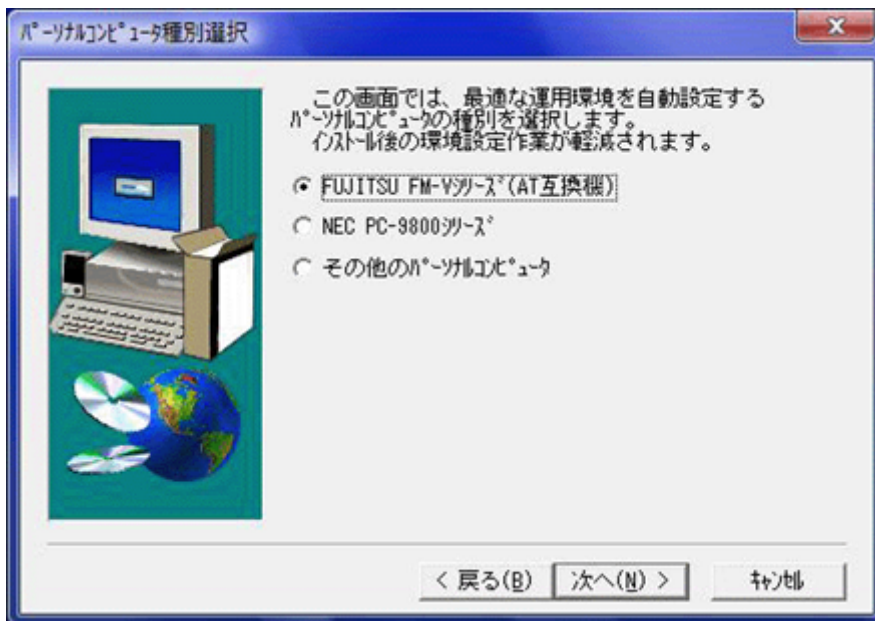 ﾊﾟｰｿﾅﾙｺﾝﾋﾟｭｰﾀ種別選択
この画面では、最適な運用環境を自動設定する
ﾊﾟｰｿﾅﾙｺﾝﾋﾟｭｰﾀの種別を選択します。
ｲﾝｽﾄｰﾙ後の環境設定作業が軽減されます。
FUJITSU FM-Vｼﾘｰｽﾞ(AT互換機)
NEC PC-9800ｼﾘｰｽﾞ
その他のﾊﾟｰｿﾅﾙｺﾝﾋﾟｭｰﾀ
< 戻る(B)
次へ(N) >
ｷｬﾝｾﾙ